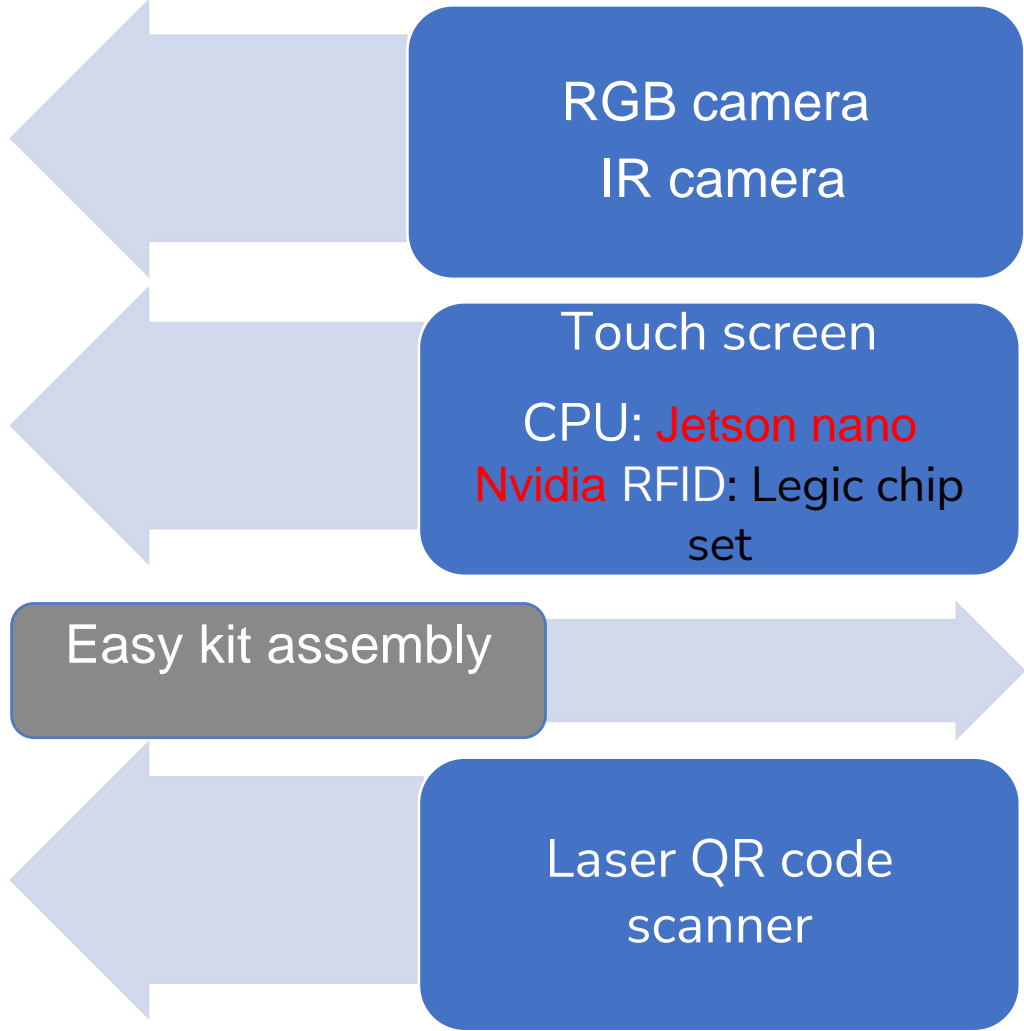 RGB camera
IR camera
Touch screen
CPU: Jetson nano
Nvidia RFID: Legic chip
set
Easy kit assembly
Laser QR code
scanner